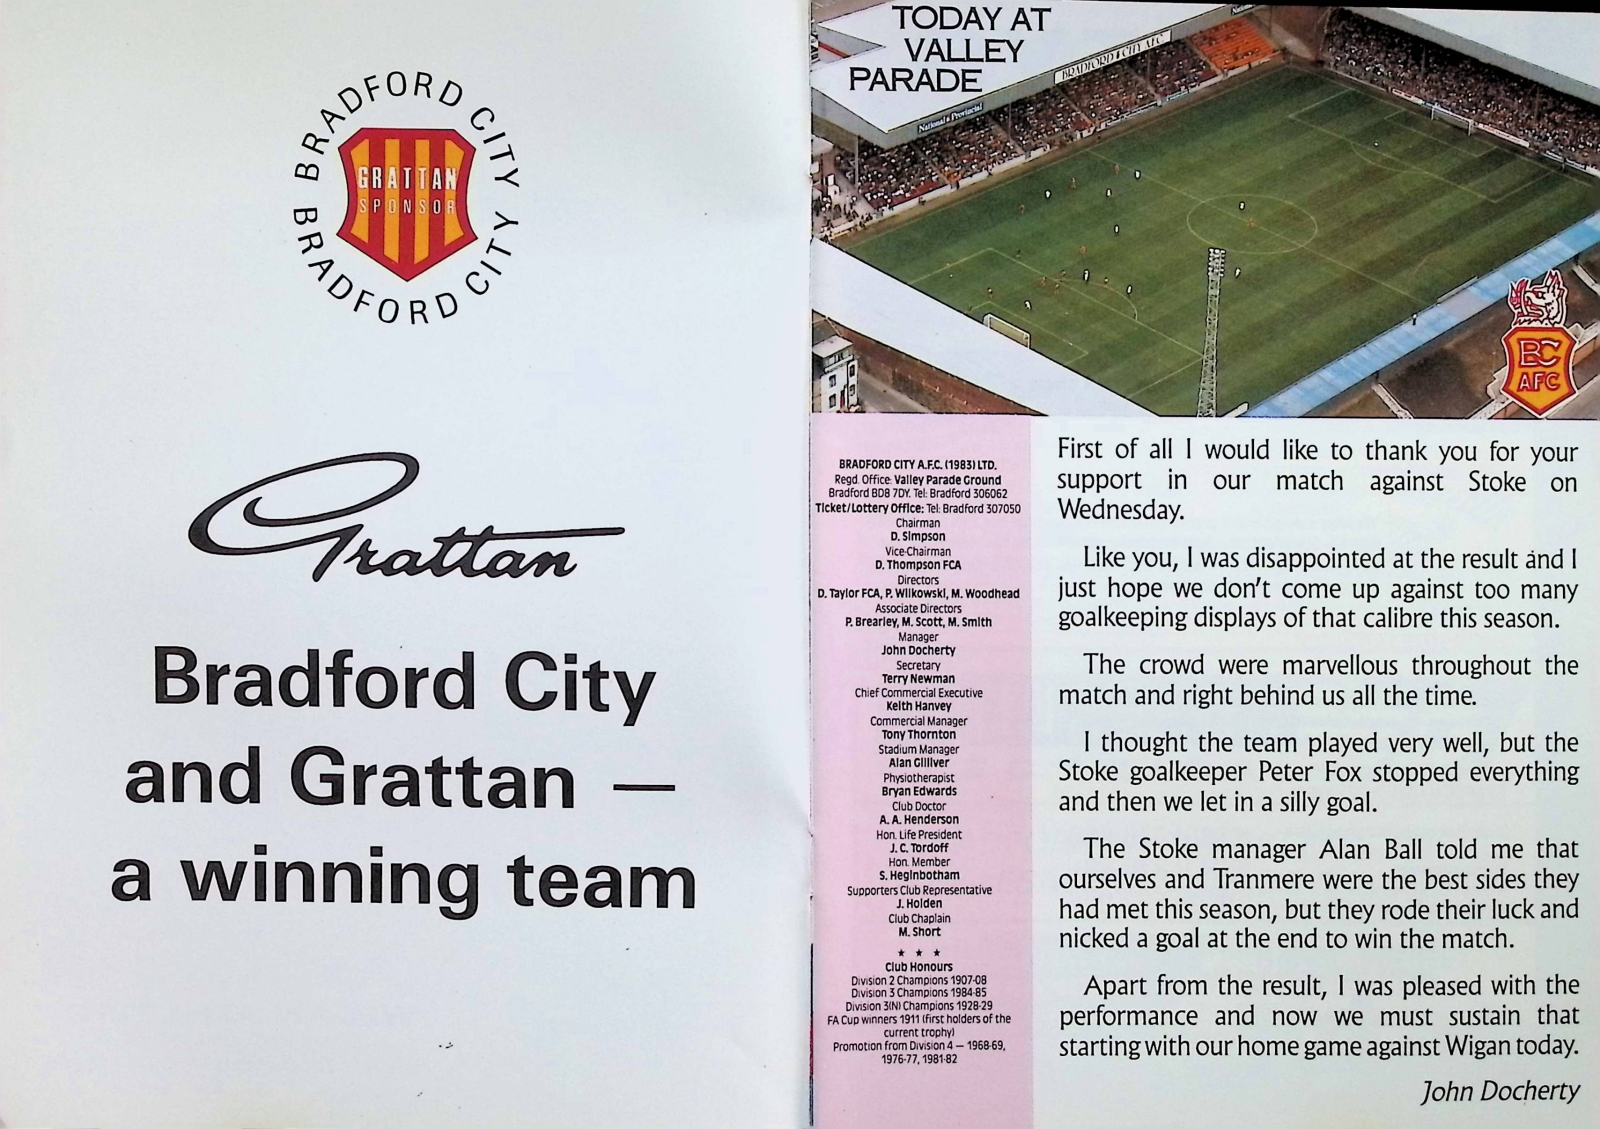 BRADFORD CITY
GRATTAN
SPONSOR
BRADFORD CITY
Grattan
Bradford City
and Grattan —
a winning team
TODAY AT
VALLEY
PARADE
BRADFORD CITY AFC
National & Provincial
BC
AFC
BRADFORD CITY A.F.C. (1983) LTD.
Regd. Office: Valley Parade Ground
Bradford BD8 7DY. Tel: Bradford 306062
Ticket/Lottery Office: Tel: Bradford 307050
Chairman
D. Simpson
Vice-Chairman
D. Thompson FCA
Directors
D. Taylor FCA, P. Wilkowski, M. Woodhead
Associate Directors
P. Brearley, M. Scott, M. Smith
Manager
John Docherty
Secretary
Terry Newman
Chief Commercial Executive
Keith Hanvey
Commercial Manager
Tony Thornton
Stadium Manager
Alan Gilliver
Physiotherapist
Bryan Edwards
Club Doctor
A. A. Henderson
Hon. Life President
J. C. Tordoff
Hon. Member
S. Heginbotham
Supporters Club Representative
J. Holden
Club Chaplain
M. Short
★ ★ ★
Club Honours
Division 2 Champions 1907-08
Division 3 Champions 1984-85
Division 3(N) Champions 1928-29
FA Cup winners 1911 (first holders of the
current trophy)
Promotion from Division 4 — 1968-69,
1976-77, 1981-82
First of all I would like to thank you for your
support in our match against Stoke on
Wednesday.
Like you, I was disappointed at the result and I
just hope we don't come up against too many
goalkeeping displays of that calibre this season.
The crowd were marvellous throughout the
match and right behind us all the time.
I thought the team played very well, but the
Stoke goalkeeper Peter Fox stopped everything
and then we let in a silly goal.
The Stoke manager Alan Ball told me that
ourselves and Tranmere were the best sides they
had met this season, but they rode their luck and
nicked a goal at the end to win the match.
Apart from the result, I was pleased with the
performance and now we must sustain that
starting with our home game against Wigan today.
John Docherty